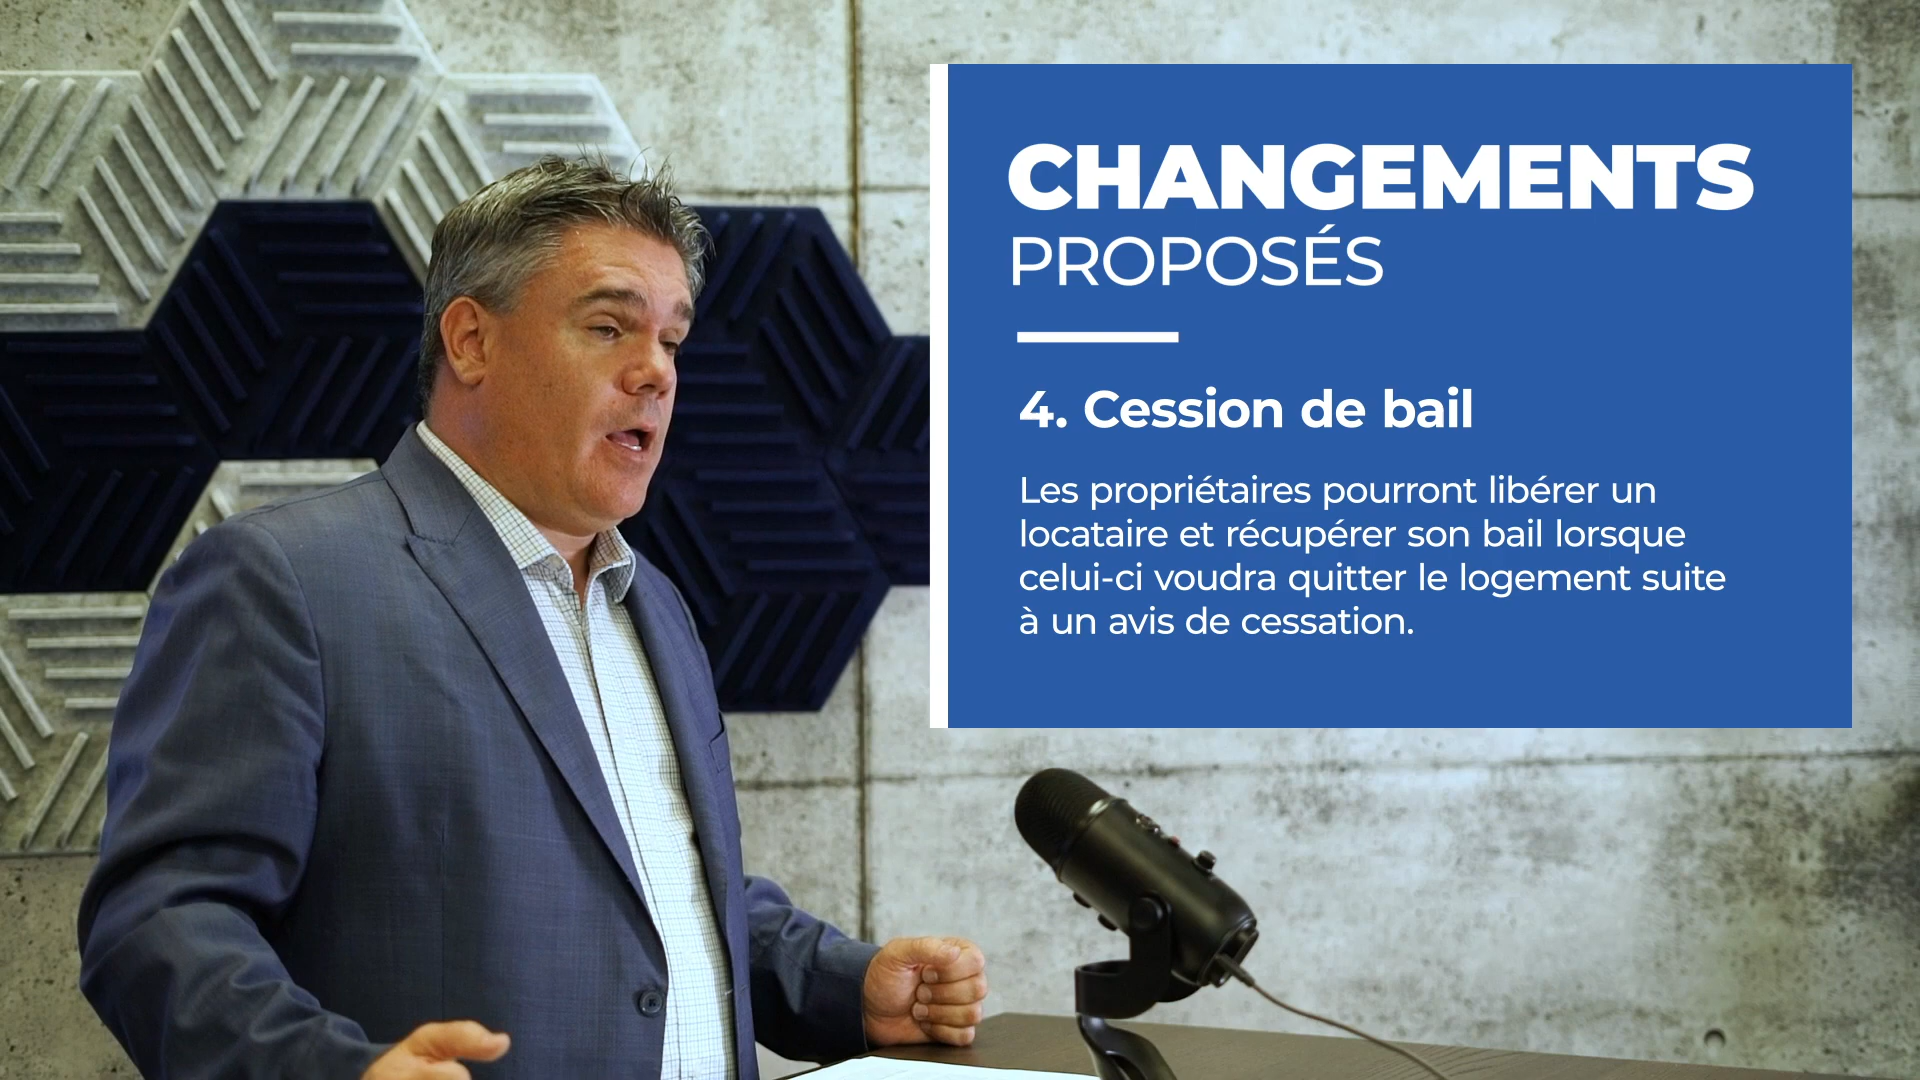 CHANGEMENTS
PROPOSÉS
4. Cession de bail
Les propriétaires pourront libérer un
locataire et récupérer son bail lorsque
celui-ci voudra quitter le logement suite
à un avis de cessation.